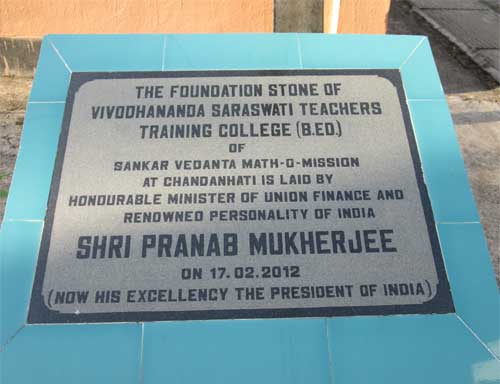 THE FOUNDATION STONE OF
VIVODHANANDA SARASWATI TEACHERS
TRAINING COLLEGE (B.ED.)
OF
SANKAR VEDANTA MATH-O-MISSION
AT CHANDANHATI IS LAID BY
HONOURABLE MINISTER OF UNION FINANCE AND
RENOWNED PERSONALITY OF INDIA
SHRI PRANAB MUKHERJEE
ON 17.02.2012
(NOW HIS EXCELLENCY THE PRESIDENT OF INDIA)